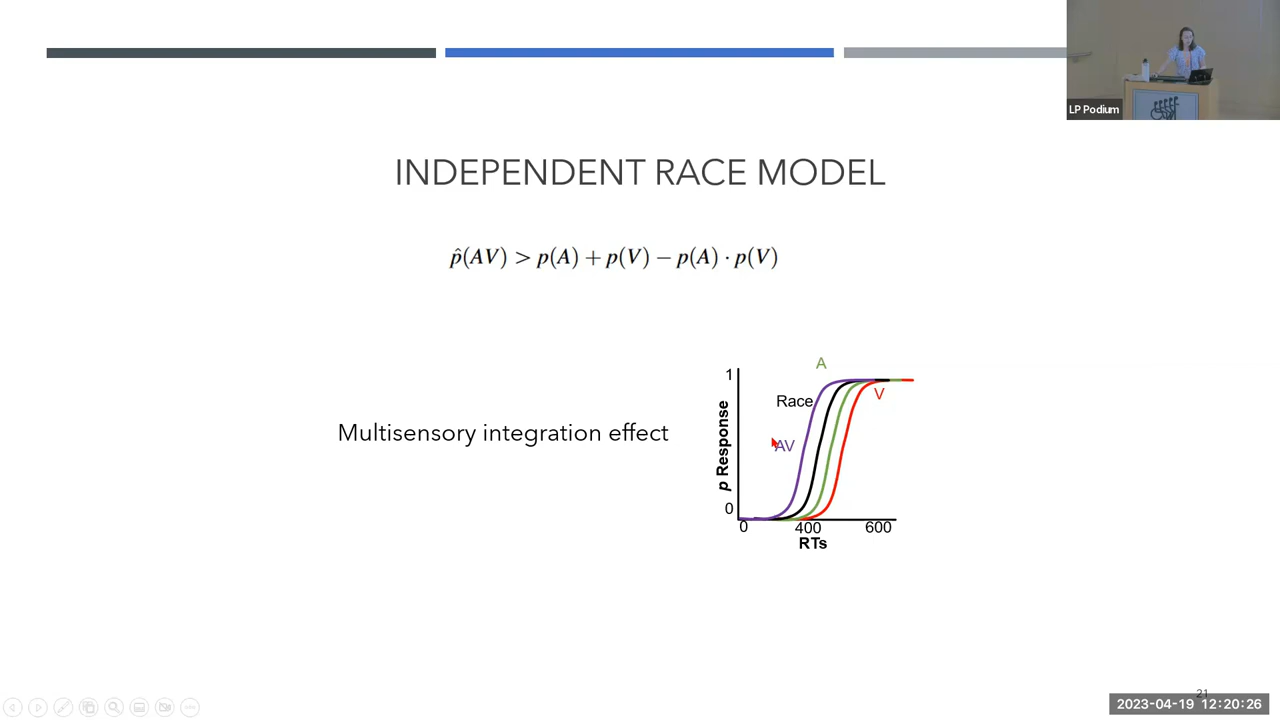 LP Podium
INDEPENDENT RACE MODEL
p̂(AV) > p(A) + p(V) − p(A) · p(V)
Multisensory integration effect
A
1
V
Race
AV
p Response
0
0 400 600
RTs
21
2023-04-19 12:20:26